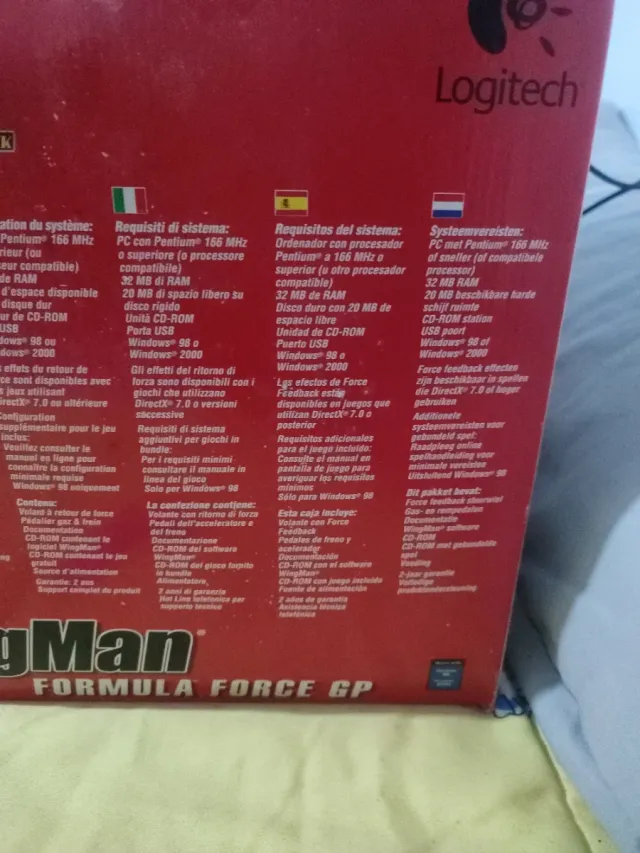 Logitech
K
ation du système:
Pentium® 166 MHz
rieur (ou
seur compatible)
de RAM
d'espace disponible
disque dur
ur de CD-ROM
USB
dows® 98 ou
dows® 2000
s effets du retour de
ce sont disponibles avec
s jeux utilisant
DirectX® 7.0 ou ultérieure
Configuration
supplémentaire pour le jeu
inclus:
Veuillez consulter le
manuel en ligne pour
connaître la configuration
minimale requise
Windows® 98 uniquement
Contenu:
Volant à retour de force
Pédalier gaz & frein
Documentation
CD-ROM contenant le
logiciel WingMan®
CD-ROM contenant le jeu
gratuit
Source d'alimentation
Garantie: 2 ans
Support complet du produit
ng
Requisiti di sistema:
PC con Pentium® 166 MHz
o superiore (o processore
compatibile)
32 MB di RAM
20 MB di spazio libero su
disco rigido
Unità CD-ROM
Porta USB
Windows® 98 o
Windows® 2000
Gli effetti del ritorno di
forza sono disponibili con i
giochi che utilizzano
DirectX® 7.0 o versioni
successive
Requisiti di sistema
aggiuntivi per giochi in
bundle:
Per i requisiti minimi
consultare il manuale in
linea del gioco
Solo per Windows® 98
La confezione contiene:
Volante con ritorno di forza
Pedali dell'acceleratore e
del freno
Documentazione
CD-ROM del software
WingMan®
CD-ROM del gioco
in bundle
Alimentatore
2 anni di garanzia
Hot Line telefonica per
supporto tecnico
Requisitos del sistema:
Ordenador con procesador
Pentium® a 166 MHz o
superior (u otro procesador
compatible)
32 MB de RAM
Disco duro con 20 MB de
espacio libre
Unidad de CD-ROM
Puerto USB
Windows® 98 o
Windows® 2000
Los efectos de Force
Feedback están
disponibles en juegos que
utilizan DirectX® 7.0 o
posterior
Requisitos adicionales
para el juego incluido:
Consulte el manual en
pantalla de juego para
averiguar los requisitos
mínimos
Sólo para Windows® 98
Esta caja incluye:
Volante con Force
Feedback
Pedales de freno y
acelerador
Documentación
CD-ROM con el software
WingMan®
CD-ROM con juego incluido
Fuente de alimentación
2 años de garantía
Asistencia técnica
telefónica
Systeemvereisten:
PC met Pentium® 166 MHz
of sneller (of compatibele
processor)
32 MB RAM
20 MB beschikbare harde
schijf ruimte
CD-ROM station
USB poort
Windows® 98 of
Windows® 2000
Force feedback effecten
zijn beschikbaar in spellen
die DirectX® 7.0 of hoger
gebruiken
Additionele
systeemvereisten voor
gebundeld spel:
Raadpleeg online
spelhandleiding voor
minimale vereisten
Uitsluitend Windows® 98
Dit pakket bevat:
Force feedback stuurwiel
Gas- en rempedalen
Documentatie
WingMan® software
CD-ROM
CD-ROM met gebundelde
spel
Voeding
2-jaar garantie
Volledige
produktondersteuning
gMan®
FORMULA FORCE GP